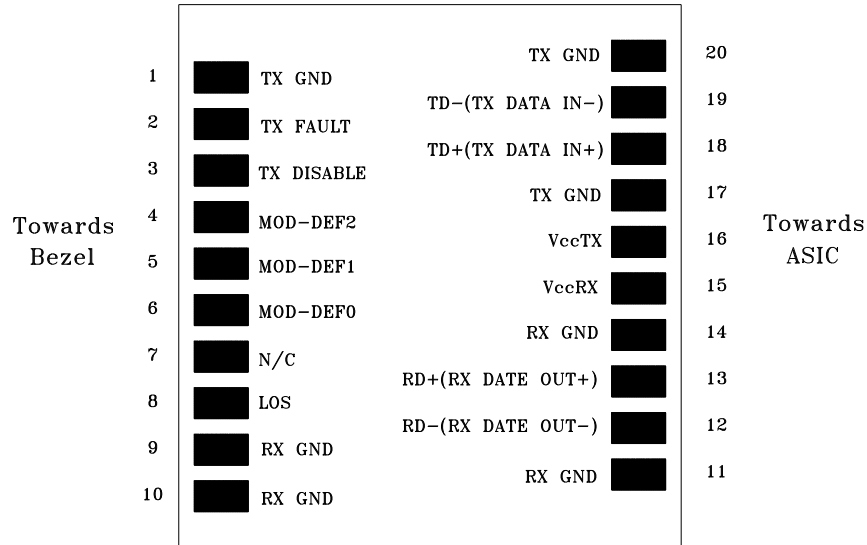 1 TX GND
2 TX FAULT
3 TX DISABLE
4 MOD-DEF2
5 MOD-DEF1
6 MOD-DEF0
7 N/C
8 LOS
9 RX GND
10 RX GND
Towards
Bezel
TX GND 20
TD-(TX DATA IN-) 19
TD+(TX DATA IN+) 18
TX GND 17
VccTX 16
VccRX 15
RX GND 14
RD+(RX DATE OUT+) 13
RD-(RX DATE OUT-) 12
RX GND 11
Towards
ASIC